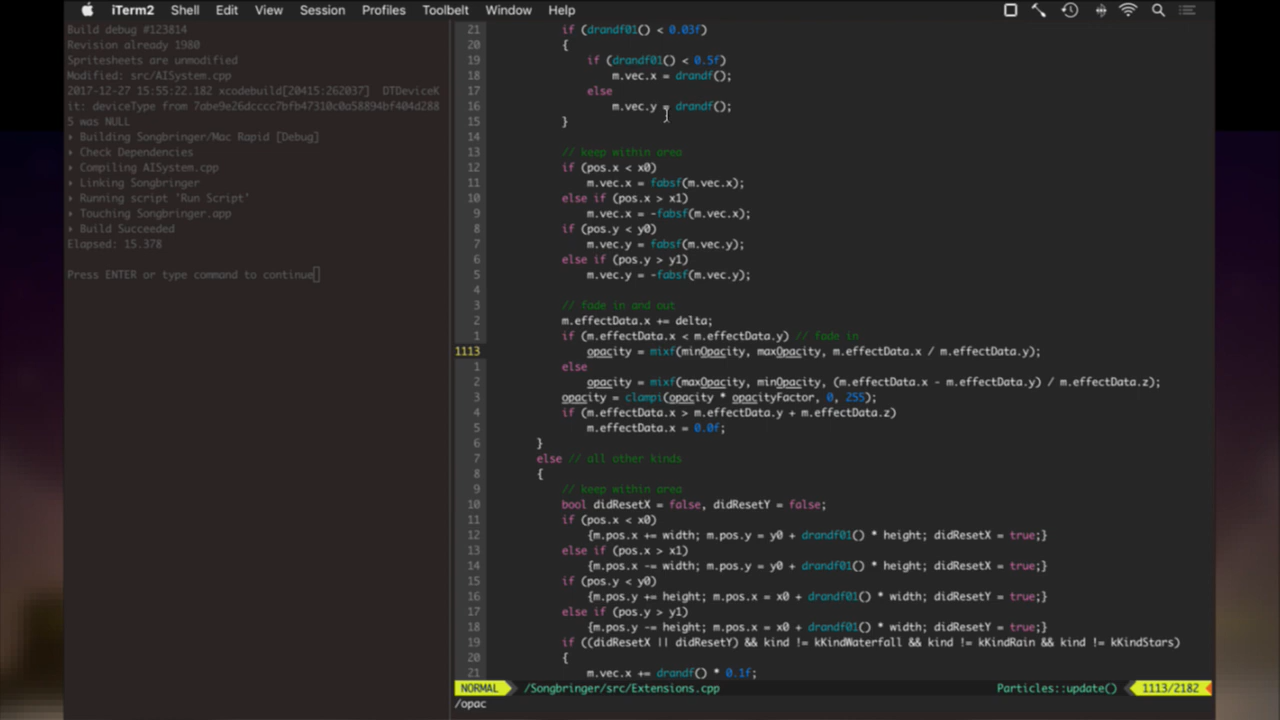 iTerm2 Shell Edit View Session Profiles Toolbelt Window Help
Build debug #123814
Revision already 1980
Spritesheets are unmodified
Modified: src/AISystem.cpp
2017-12-27 15:55:22.182 xcodebuild[20415:262037] DTDeviceK
it: deviceType from 7abe9e26dcccc7bfb47310c0a58894bf404d288
5 was NULL
▸ Building Songbringer/Mac Rapid [Debug]
▸ Check Dependencies
▸ Compiling AISystem.cpp
▸ Linking Songbringer
▸ Running script 'Run Script'
▸ Touching Songbringer.app
▸ Build Succeeded
Elapsed: 15.378
Press ENTER or type command to continue
21 if (drandf01() < 0.03f)
20 {
19 if (drandf01() < 0.5f)
18 m.vec.x = drandf();
17 else
16 m.vec.y = drandf();
15 }
14
13 // keep within area
12 if (pos.x < x0)
11 m.vec.x = fabsf(m.vec.x);
10 else if (pos.x > x1)
9 m.vec.x = -fabsf(m.vec.x);
8 if (pos.y < y0)
7 m.vec.y = fabsf(m.vec.y);
6 else if (pos.y > y1)
5 m.vec.y = -fabsf(m.vec.y);
4
3 // fade in and out
2 m.effectData.x += delta;
1 if (m.effectData.x < m.effectData.y) // fade in
1113 opacity = mixf(minOpacity, maxOpacity, m.effectData.x / m.effectData.y);
1 else
2 opacity = mixf(maxOpacity, minOpacity, (m.effectData.x - m.effectData.y) / m.effectData.z);
3 opacity = clampi(opacity * opacityFactor, 0, 255);
4 if (m.effectData.x > m.effectData.y + m.effectData.z)
5 m.effectData.x = 0.0f;
6 }
7 else // all other kinds
8 {
9 // keep within area
10 bool didResetX = false, didResetY = false;
11 if (pos.x < x0)
12 {m.pos.x += width; m.pos.y = y0 + drandf01() * height; didResetX = true;}
13 else if (pos.x > x1)
14 {m.pos.x -= width; m.pos.y = y0 + drandf01() * height; didResetX = true;}
15 if (pos.y < y0)
16 {m.pos.y += height; m.pos.x = x0 + drandf01() * width; didResetY = true;}
17 else if (pos.y > y1)
18 {m.pos.y -= height; m.pos.x = x0 + drandf01() * width; didResetY = true;}
19 if ((didResetX || didResetY) && kind != kKindWaterfall && kind != kKindRain && kind != kKindStars)
20 {
21 m.vec.x += drandf() * 0.1f;
NORMAL /Songbringer/src/Extensions.cpp Particles::update() 1113/2182
/opac